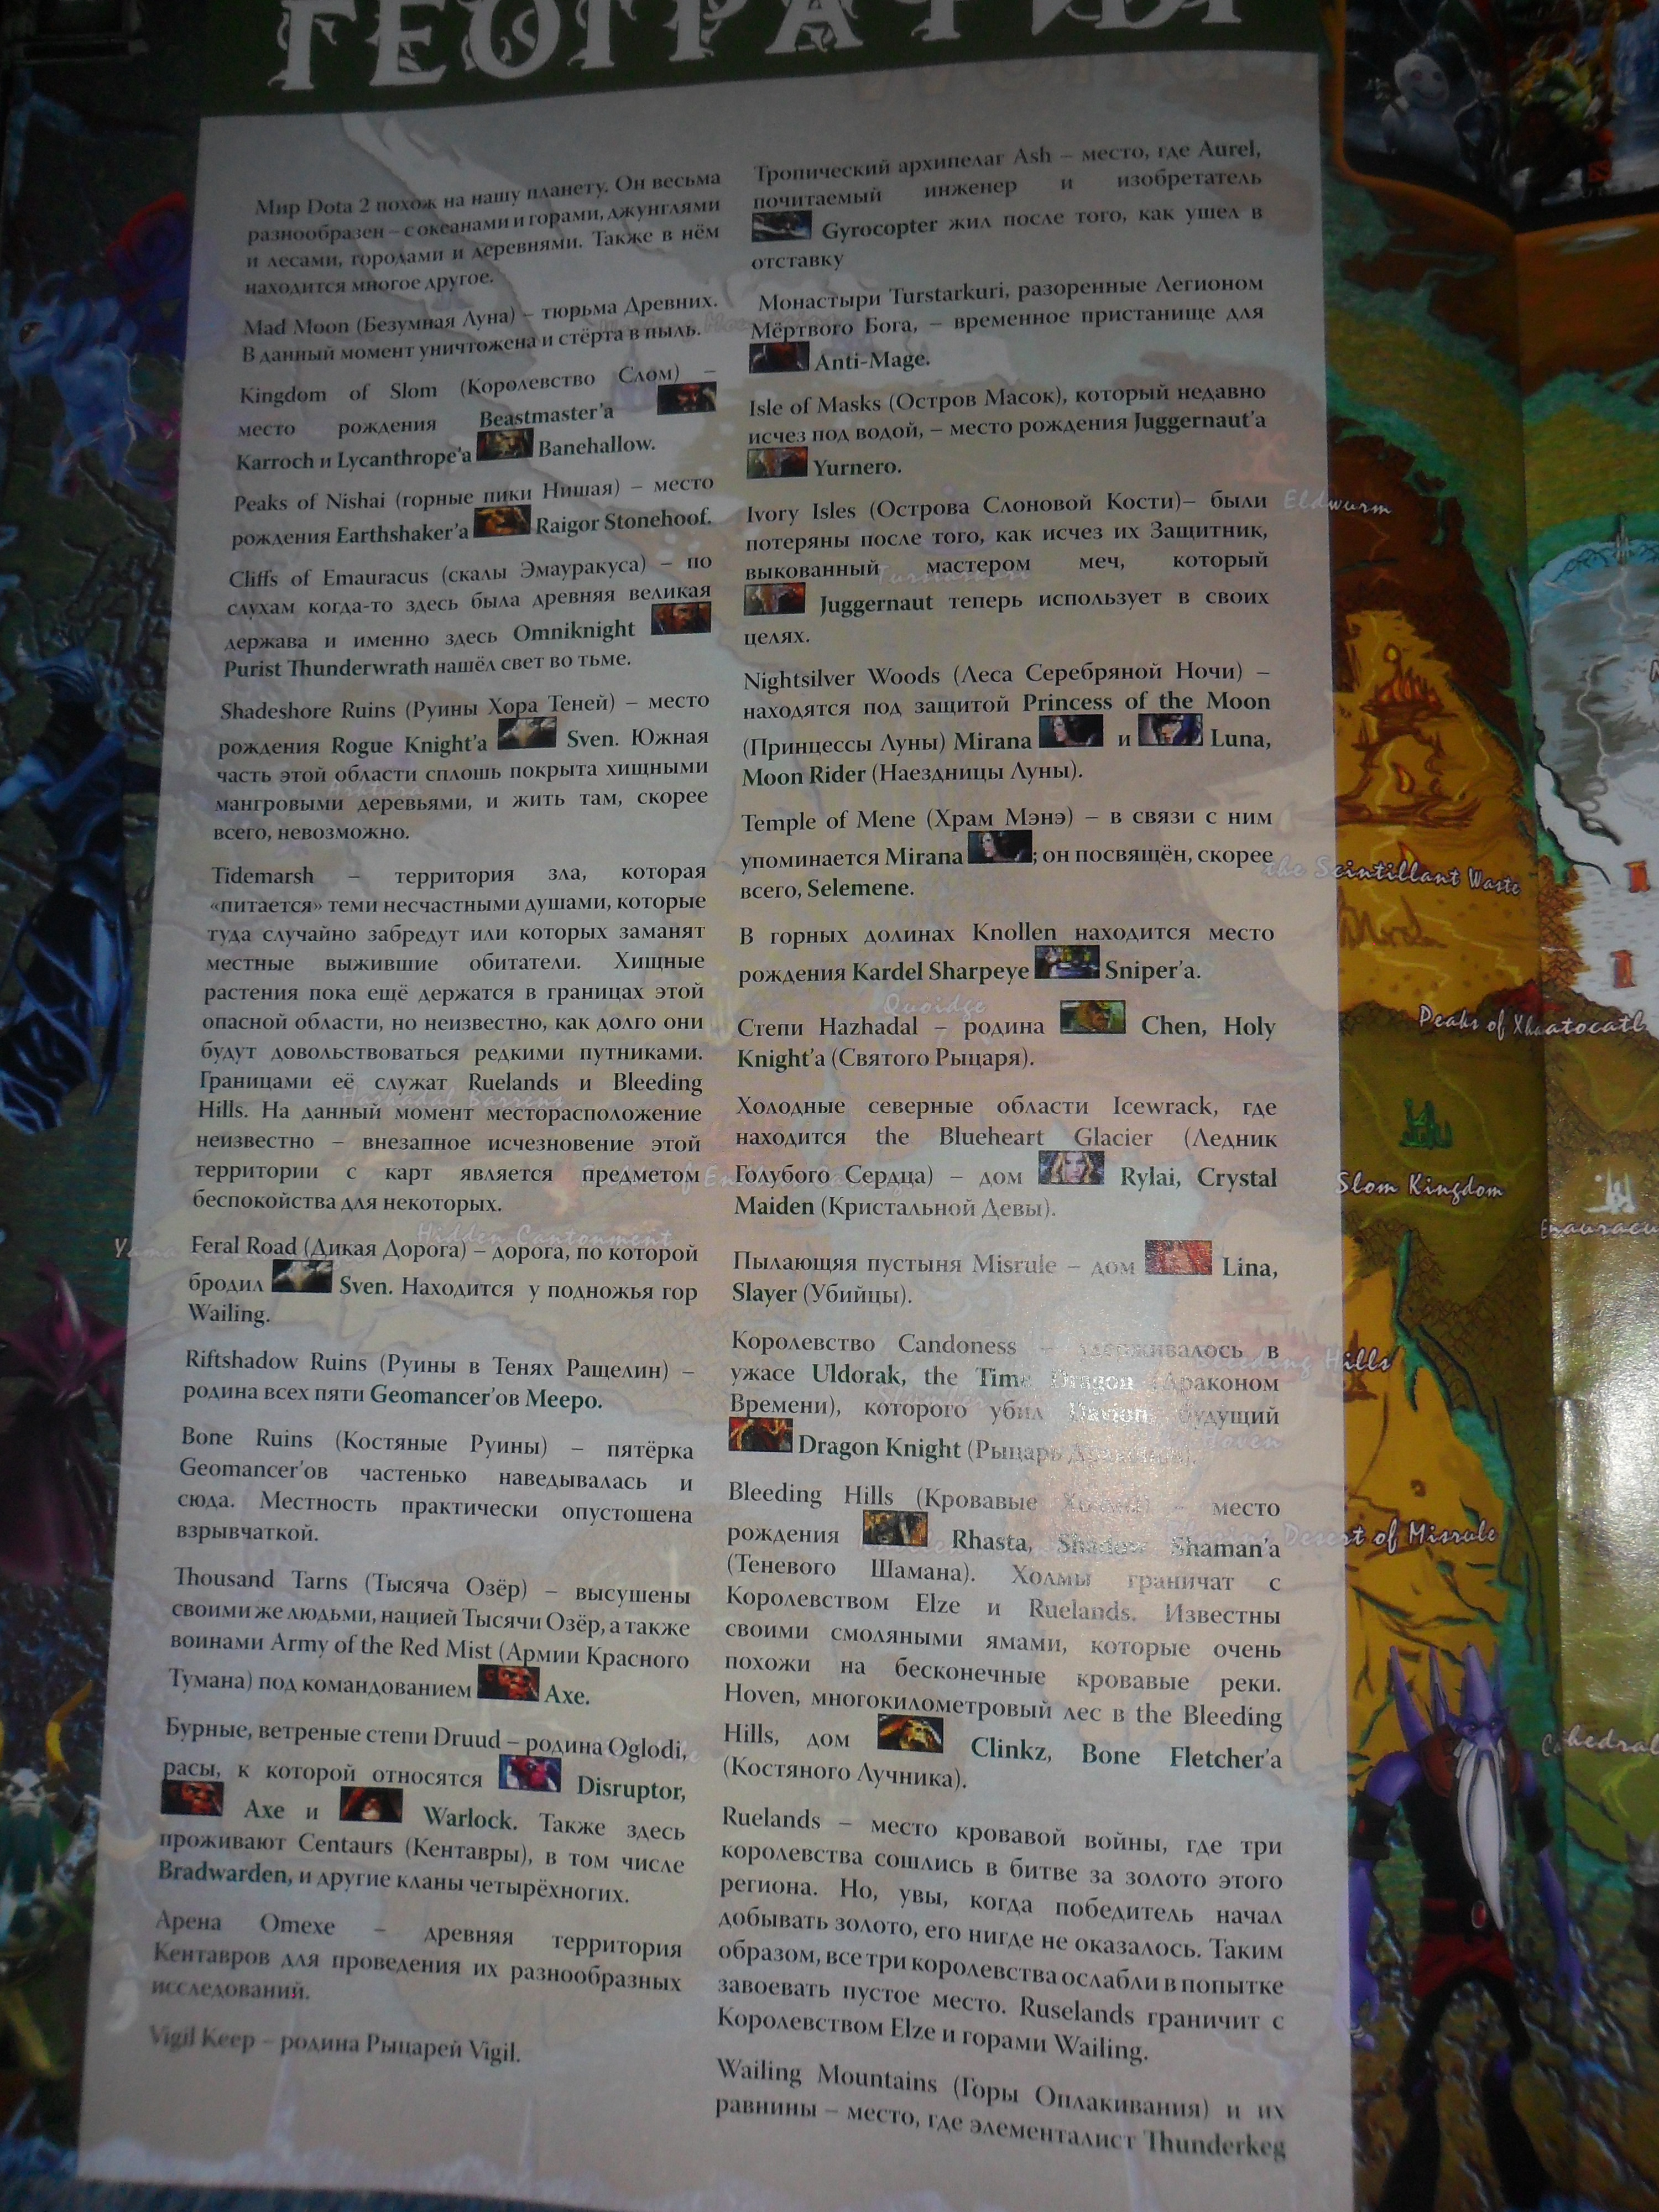 ГЕОГРАФИЯ
Мир Dota 2 похож на нашу планету. Он весьма
разнообразен – с океанами и горами, джунглями
и лесами, городами и деревнями. Также в нём
находится многое другое.
Mad Moon (Безумная Луна) – тюрьма Древних.
В данный момент уничтожена и стёрта в пыль.
Kingdom of Slom (Королевство Слом) –
место рождения Beastmaster'а
Karroch и Lycanthrope'а Banehallow.
Peaks of Nishai (горные пики Нишая) – место
рождения Earthshaker'а Raigor Stonehoof.
Cliffs of Emauracus (скалы Эмауракуса) – по
слухам когда-то здесь была древняя великая
держава и именно здесь Omniknight
Purist Thunderwrath нашёл свет во тьме.
Shadeshore Ruins (Руины Хора Теней) – место
рождения Rogue Knight'а Sven. Южная
часть этой области сплошь покрыта хищными
мангровыми деревьями, и жить там, скорее
всего, невозможно.
Tidemarsh – территория зла, которая
«питается» теми несчастными душами, которые
туда случайно забредут или которых заманят
местные выжившие обитатели. Хищные
растения пока ещё держатся в границах этой
опасной области, но неизвестно, как долго они
будут довольствоваться редкими путниками.
Границами её служат Ruelands и Bleeding
Hills. На данный момент месторасположение
неизвестно – внезапное исчезновение этой
территории с карт является предметом
беспокойства для некоторых.
Feral Road (Дикая Дорога) – дорога, по которой
бродил Sven. Находится у подножья гор
Wailing.
Riftshadow Ruins (Руины в Тенях Ращелин) –
родина всех пяти Geomancer'ов Meepo.
Bone Ruins (Костяные Руины) – пятёрка
Geomancer'ов частенько наведывалась и
сюда. Местность практически опустошена
взрывчаткой.
Thousand Tarns (Тысяча Озёр) – высушены
своими же людьми, нацией Тысячи Озёр, а также
воинами Army of the Red Mist (Армии Красного
Тумана) под командованием Axe.
Бурные, ветреные степи Druud – родина Oglodi,
расы, к которой относятся Disruptor,
Axe и Warlock. Также здесь
проживают Centaurs (Кентавры), в том числе
Bradwarden, и другие кланы четырёхногих.
Арена Omexe – древняя территория
Кентавров для проведения их разнообразных
исследований.
Vigil Keep – родина Рыцарей Vigil.
Тропический архипелаг Ash – место, где Aurel,
почитаемый инженер и изобретатель
Gyrocopter жил после того, как ушел в
отставку
Монастыри Turstarkuri, разоренные Легионом
Мёртвого Бога, – временное пристанище для
Anti-Mage.
Isle of Masks (Остров Масок), который недавно
исчез под водой, – место рождения Juggernaut'а
Yurnero.
Ivory Isles (Острова Слоновой Кости)– были
потеряны после того, как исчез их Защитник,
выкованный мастером меч, который
Juggernaut теперь использует в своих
целях.
Nightsilver Woods (Леса Серебряной Ночи) –
находятся под защитой Princess of the Moon
(Принцессы Луны) Mirana и Luna,
Moon Rider (Наездницы Луны).
Temple of Mene (Храм Мэнэ) – в связи с ним
упоминается Mirana ; он посвящён, скорее
всего, Selemene.
В горных долинах Knollen находится место
рождения Kardel Sharpeye Sniper'а.
Степи Hazhadal – родина Chen, Holy
Knight'а (Святого Рыцаря).
Холодные северные области Icewrack, где
находится the Blueheart Glacier (Ледник
Голубого Сердца) – дом Rylai, Crystal
Maiden (Кристальной Девы).
Пылающяя пустыня Misrule – дом Lina,
Slayer (Убийцы).
Королевство Candoness – удерживалось в
ужасе Uldorak, the Time Dragon (Драконом
Времени), которого убил Davion, будущий
Dragon Knight (Рыцарь Драконов).
Bleeding Hills (Кровавые Холмы) – место
рождения Rhasta, Shadow Shaman'а
(Теневого Шамана). Холмы граничат с
Королевством Elze и Ruelands. Известны
своими смоляными ямами, которые очень
похожи на бесконечные кровавые реки.
Hoven, многокилометровый лес в the Bleeding
Hills, дом Clinkz, Bone Fletcher'а
(Костяного Лучника).
Ruelands – место кровавой войны, где три
королевства сошлись в битве за золото этого
региона. Но, увы, когда победитель начал
добывать золото, его нигде не оказалось. Таким
образом, все три королевства ослабли в попытке
завоевать пустое место. Ruselands граничит с
Королевством Elze и горами Wailing.
Wailing Mountains (Горы Оплакивания) и их
равнины – место, где элементалист Thunderkeg
Eldwurm
the Scintillant Waste
Peaks of Xhaatocatl
Slom Kingdom
Bleeding Hills
Hoven
Desert of Misrule
Cathedral
Turstarkuri
Arktura
Quoidge
Hazhadal Barrens
Hidden Cantonment